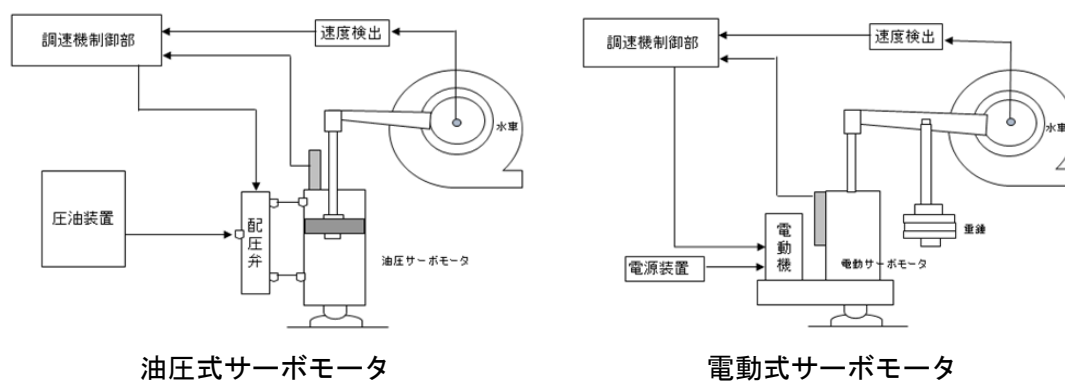 調速機制御部
速度検出
水車
圧油装置
配圧弁
油圧サーボモータ
油圧式サーボモータ
調速機制御部
速度検出
水車
電動機
重錘
電源装置
電動サーボモータ
電動式サーボモータ